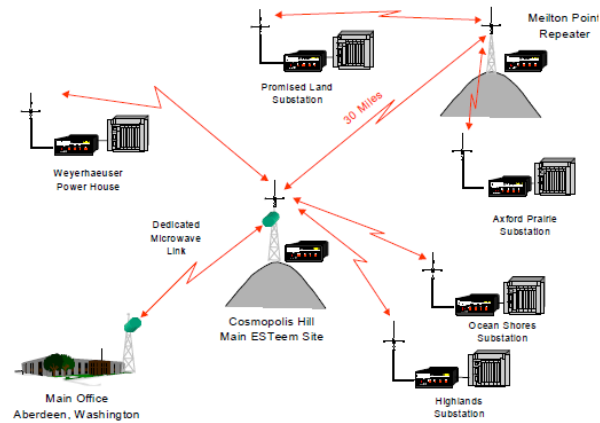 Meilton Point
Repeater
Promised Land
Substation
30 Miles
Weyerhaeuser
Power House
Axford Prairie
Substation
Dedicated
Microwave
Link
Cosmopolis Hill
Main ESTeem Site
Ocean Shores
Substation
Main Office
Aberdeen, Washington
Highlands
Substation